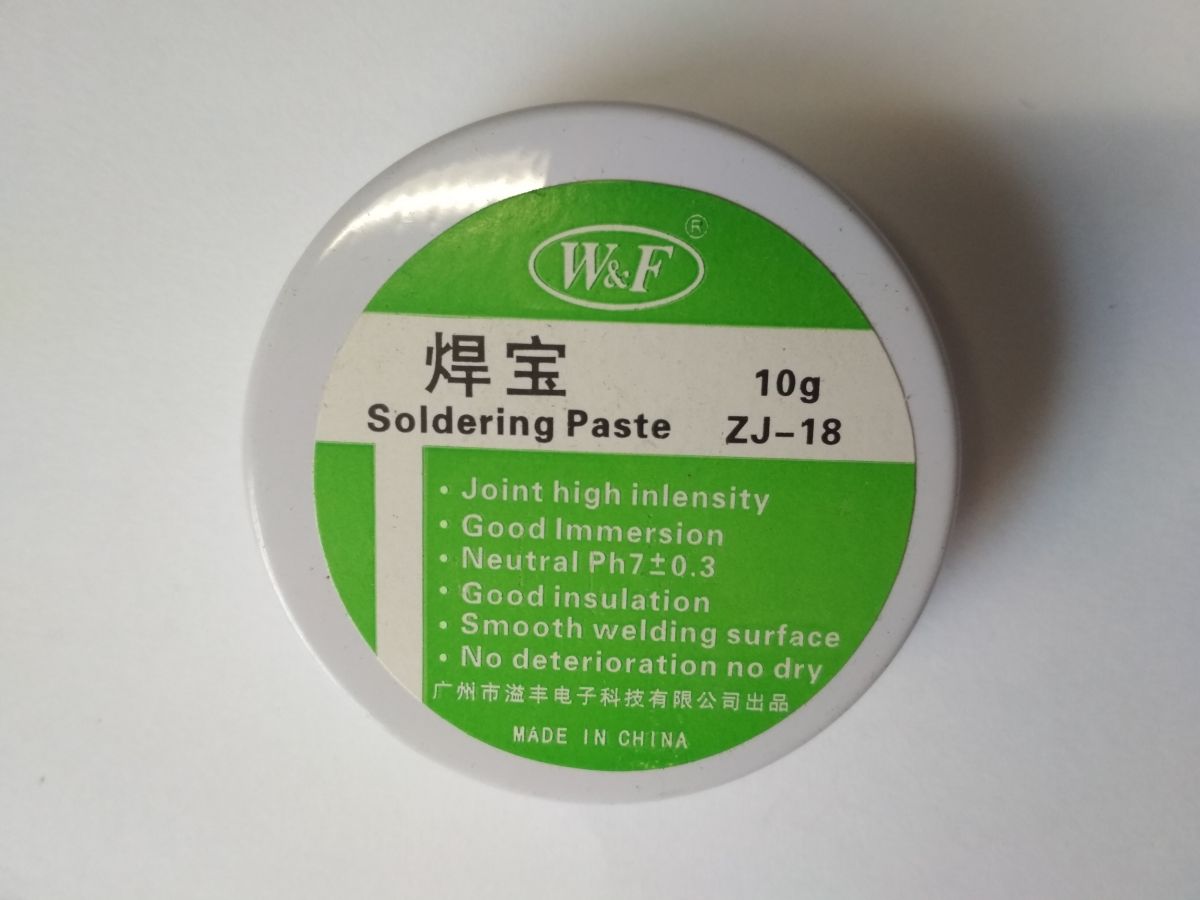 W&F ®
焊宝
10g
Soldering Paste
ZJ-18
• Joint high inlensity
• Good Immersion
• Neutral Ph7±0.3
• Good insulation
• Smooth welding surface
• No deterioration no dry
广州市溢丰电子科技有限公司出品
MADE IN CHINA